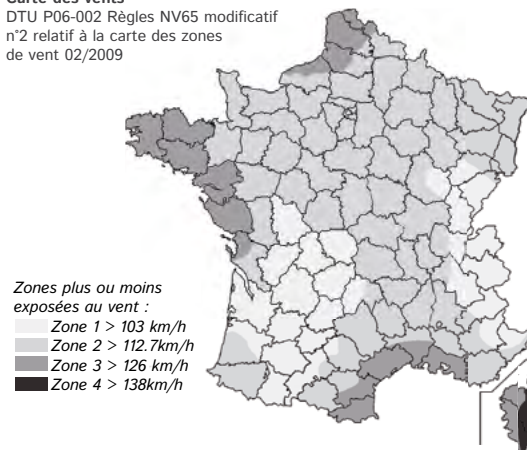 Carte des vents
DTU P06-002 Règles NV65 modificatif
n°2 relatif à la carte des zones
de vent 02/2009
Zones plus ou moins
exposées au vent :
Zone 1 > 103 km/h
Zone 2 > 112.7km/h
Zone 3 > 126 km/h
Zone 4 > 138km/h